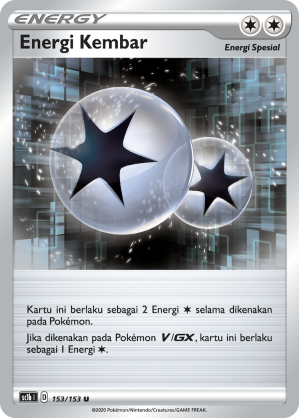 ENERGY
Energi Kembar
Energi Spesial
Kartu ini berlaku sebagai 2 Energi selama dikenakan
pada Pokémon.
Jika dikenakan pada Pokémon V/GX, kartu ini berlaku
sebagai 1 Energi.
sc1b I D 153/153 U
©2020 Pokémon/Nintendo/Creatures/GAME FREAK.